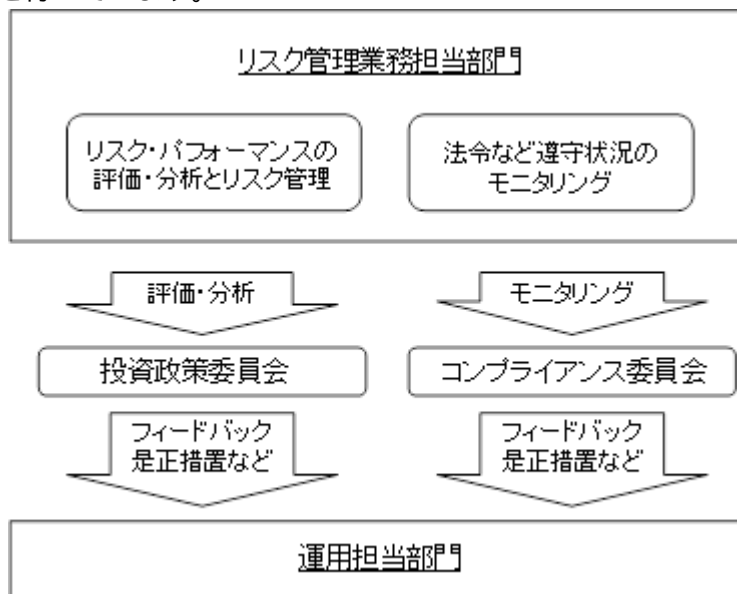 リスク管理業務担当部門
リスク・パフォーマンスの
評価・分析とリスク管理
法令など遵守状況の
モニタリング
評価・分析
モニタリング
投資政策委員会
コンプライアンス委員会
フィードバック
是正措置など
フィードバック
是正措置など
運用担当部門